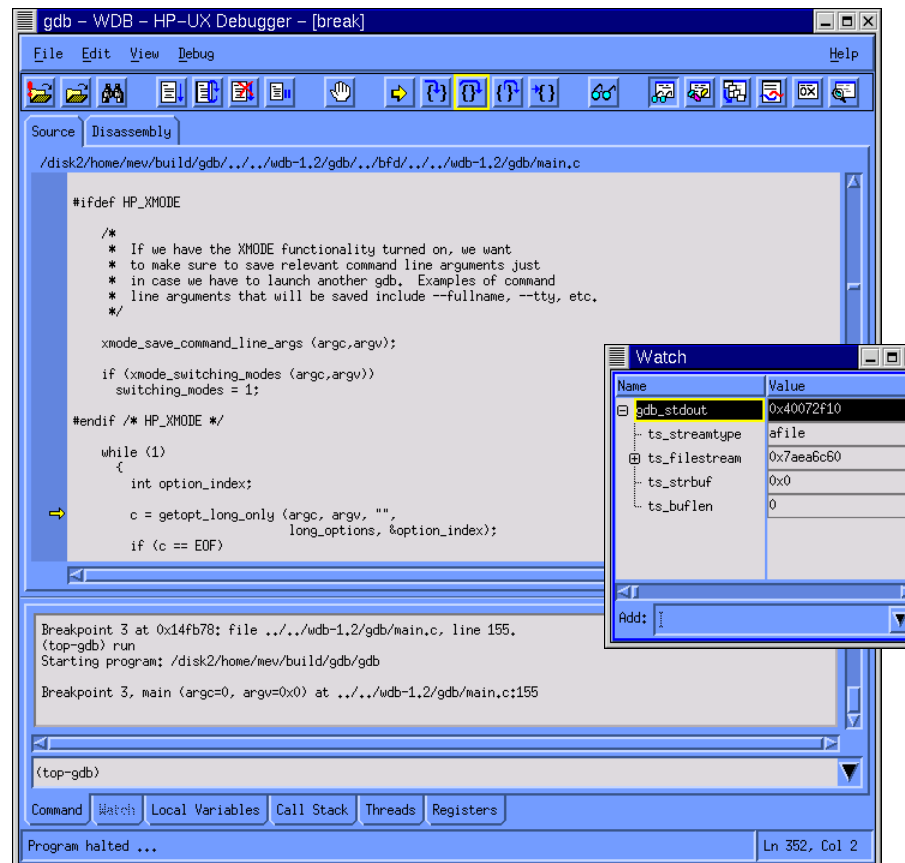 gdb – WDB – HP-UX Debugger – [break]
File Edit View Debug Help
Source Disassembly
/disk2/home/mev/build/gdb/../../wdb-1.2/gdb/../bfd/../../wdb-1.2/gdb/main.c
#ifdef HP_XMODE
/*
* If we have the XMODE functionality turned on, we want
* to make sure to save relevant command line arguments just
* in case we have to launch another gdb. Examples of command
* line arguments that will be saved include --fullname, --tty, etc.
*/
xmode_save_command_line_args (argc,argv);
if (xmode_switching_modes (argc,argv))
switching_modes = 1;
#endif /* HP_XMODE */
while (1)
{
int option_index;
c = getopt_long_only (argc, argv, "",
long_options, &option_index);
if (c == EOF)
Watch
Name Value
gdb_stdout 0x40072f10
ts_streamtype afile
ts_filestream 0x7aea6c60
ts_strbuf 0x0
ts_buflen 0
Add:
Breakpoint 3 at 0x14fb78: file ../../wdb-1.2/gdb/main.c, line 155.
(top-gdb) run
Starting program: /disk2/home/mev/build/gdb/gdb
Breakpoint 3, main (argc=0, argv=0x0) at ../../wdb-1.2/gdb/main.c:155
(top-gdb)
Command Watch Local Variables Call Stack Threads Registers
Program halted ... Ln 352, Col 2